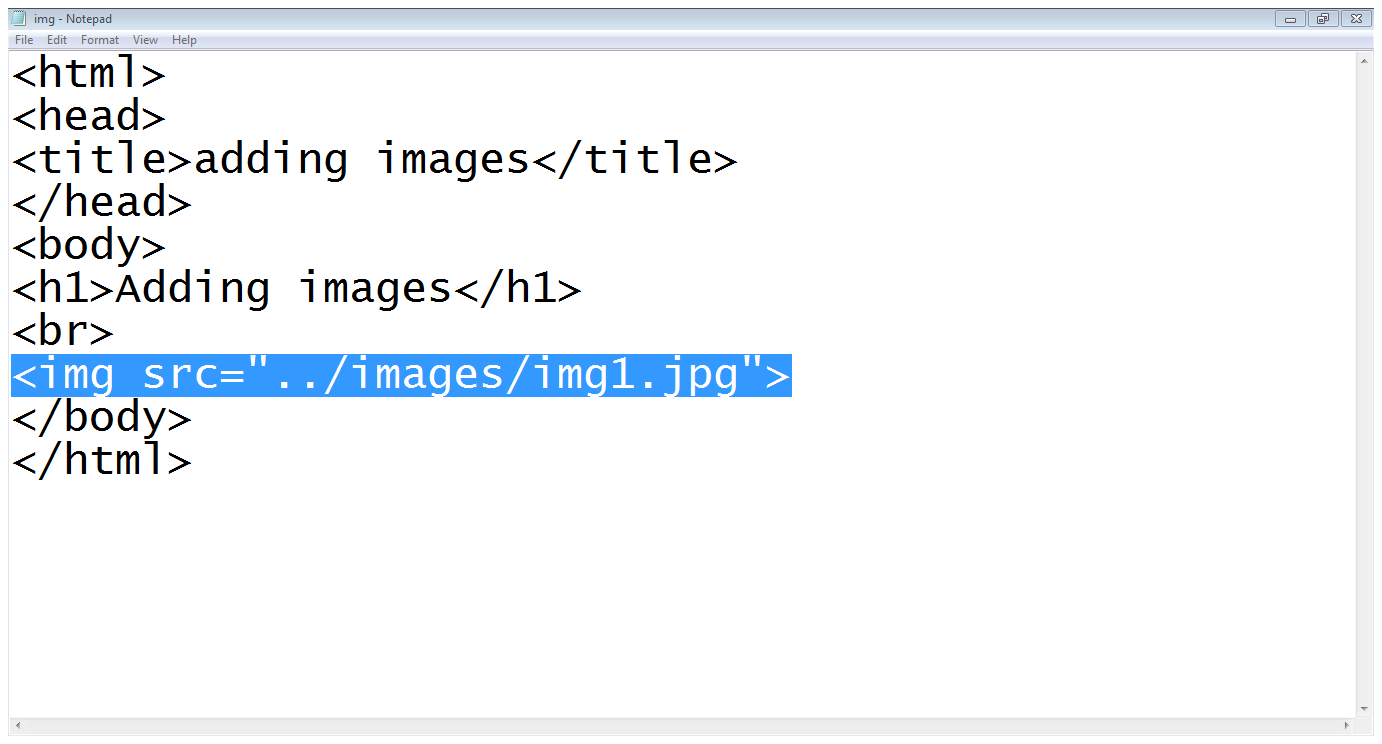 img - Notepad
File Edit Format View Help
<html>
<head>
<title>adding images</title>
</head>
<body>
<h1>Adding images</h1>
<br>
<img src="../images/img1.jpg">
</body>
</html>